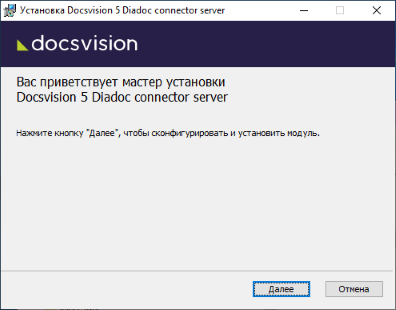 Установка Docsvision 5 Diadoc connector server
docsvision
Вас приветствует мастер установки
Docsvision 5 Diadoc connector server
Нажмите кнопку "Далее", чтобы сконфигурировать и установить модуль.
Далее
Отмена